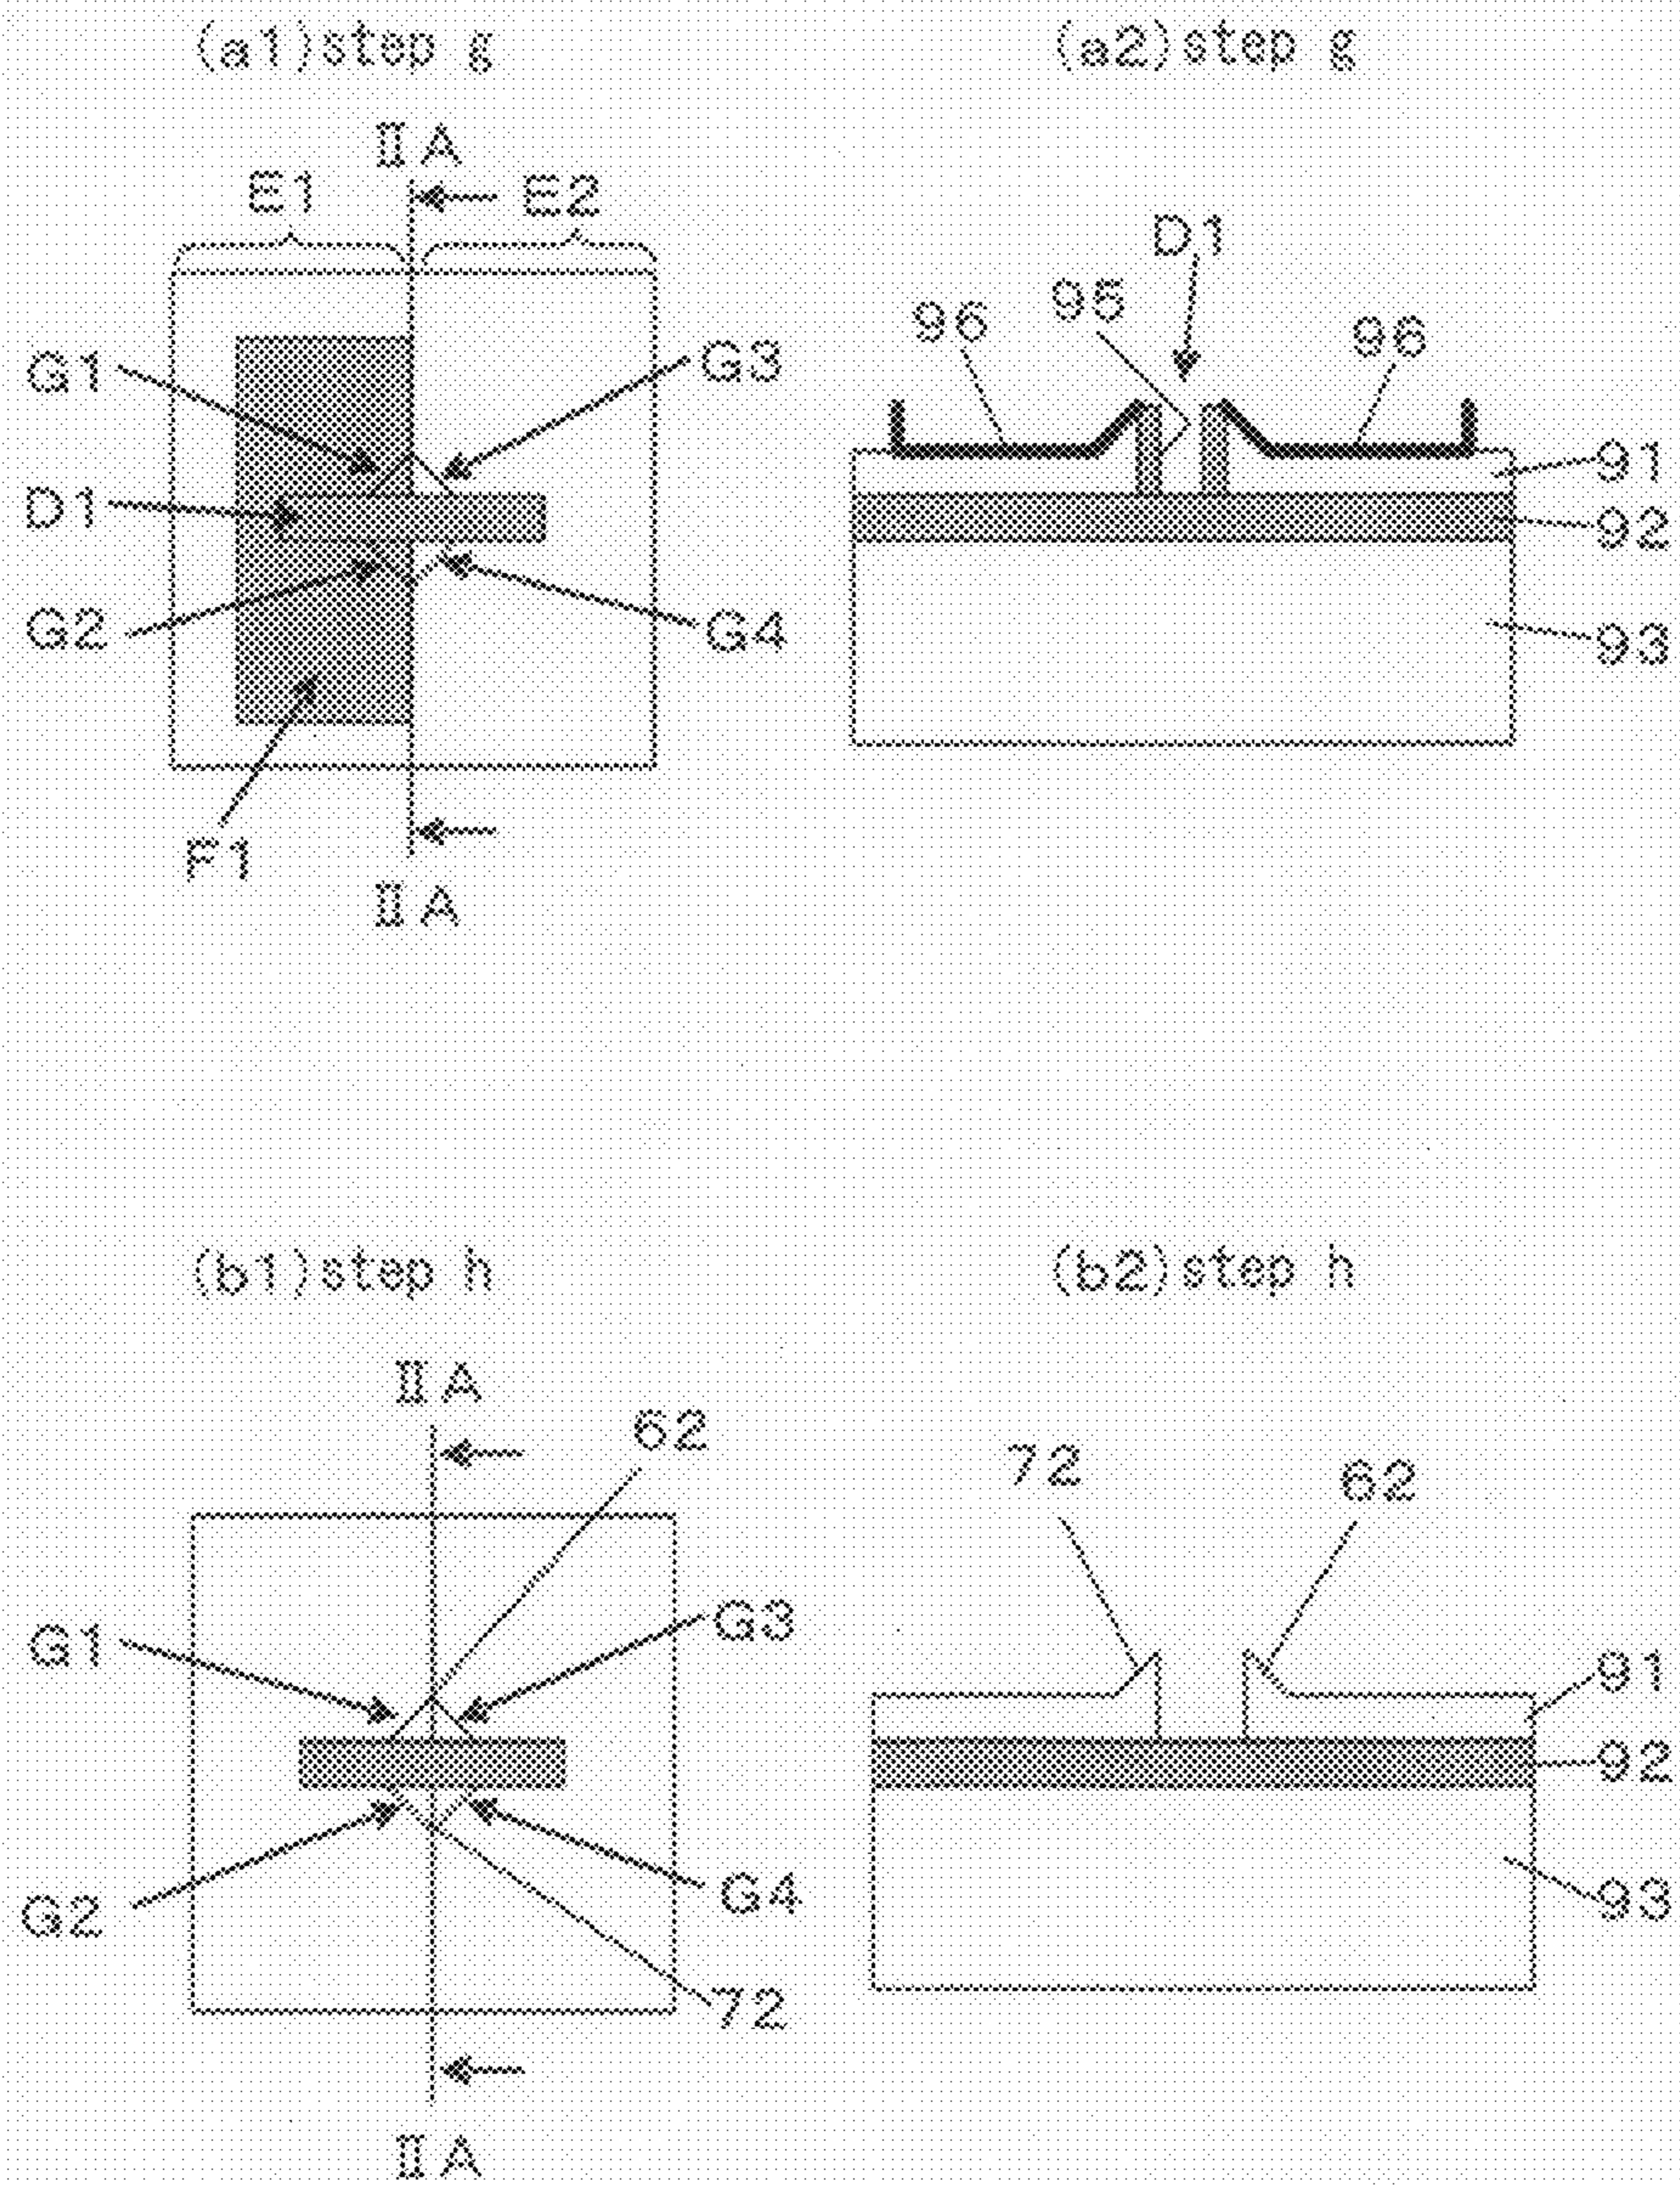 (a1)step g
(a2)step g
ⅡA
E1
E2
D1
96
95
96
G1
G3
D1
91
92
G2
G4
93
F1
ⅡA
(b1)step h
(b2)step h
ⅡA
62
72
62
G1
G3
91
92
G2
G4
93
72
ⅡA